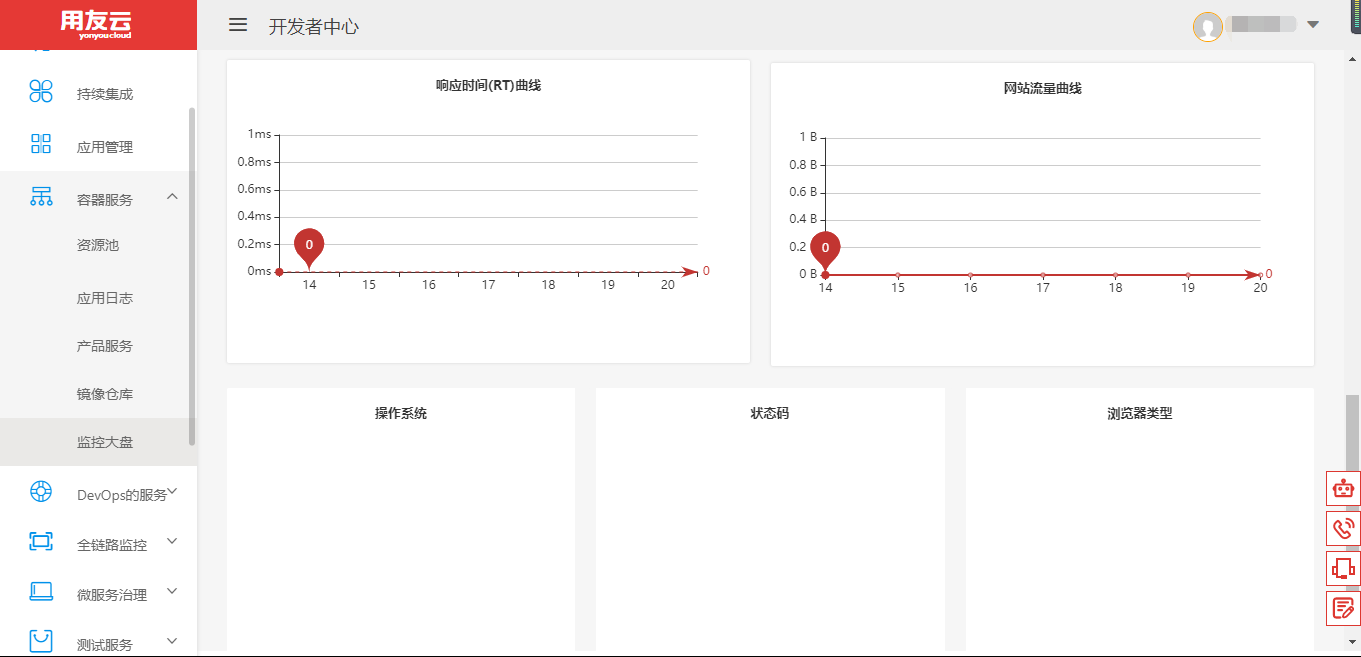 用友云
yonyoucloud
开发者中心
持续集成
应用管理
容器服务
资源池
应用日志
产品服务
镜像仓库
监控大盘
DevOps的服务
全链路监控
微服务治理
测试服务
响应时间(RT)曲线
1ms
0.8ms
0.6ms
0.4ms
0.2ms
0ms
0
0
14 15 16 17 18 19 20
网站流量曲线
1 B
0.8 B
0.6 B
0.4 B
0.2
0 B
0
0
14 15 16 17 18 19 20
操作系统
状态码
浏览器类型